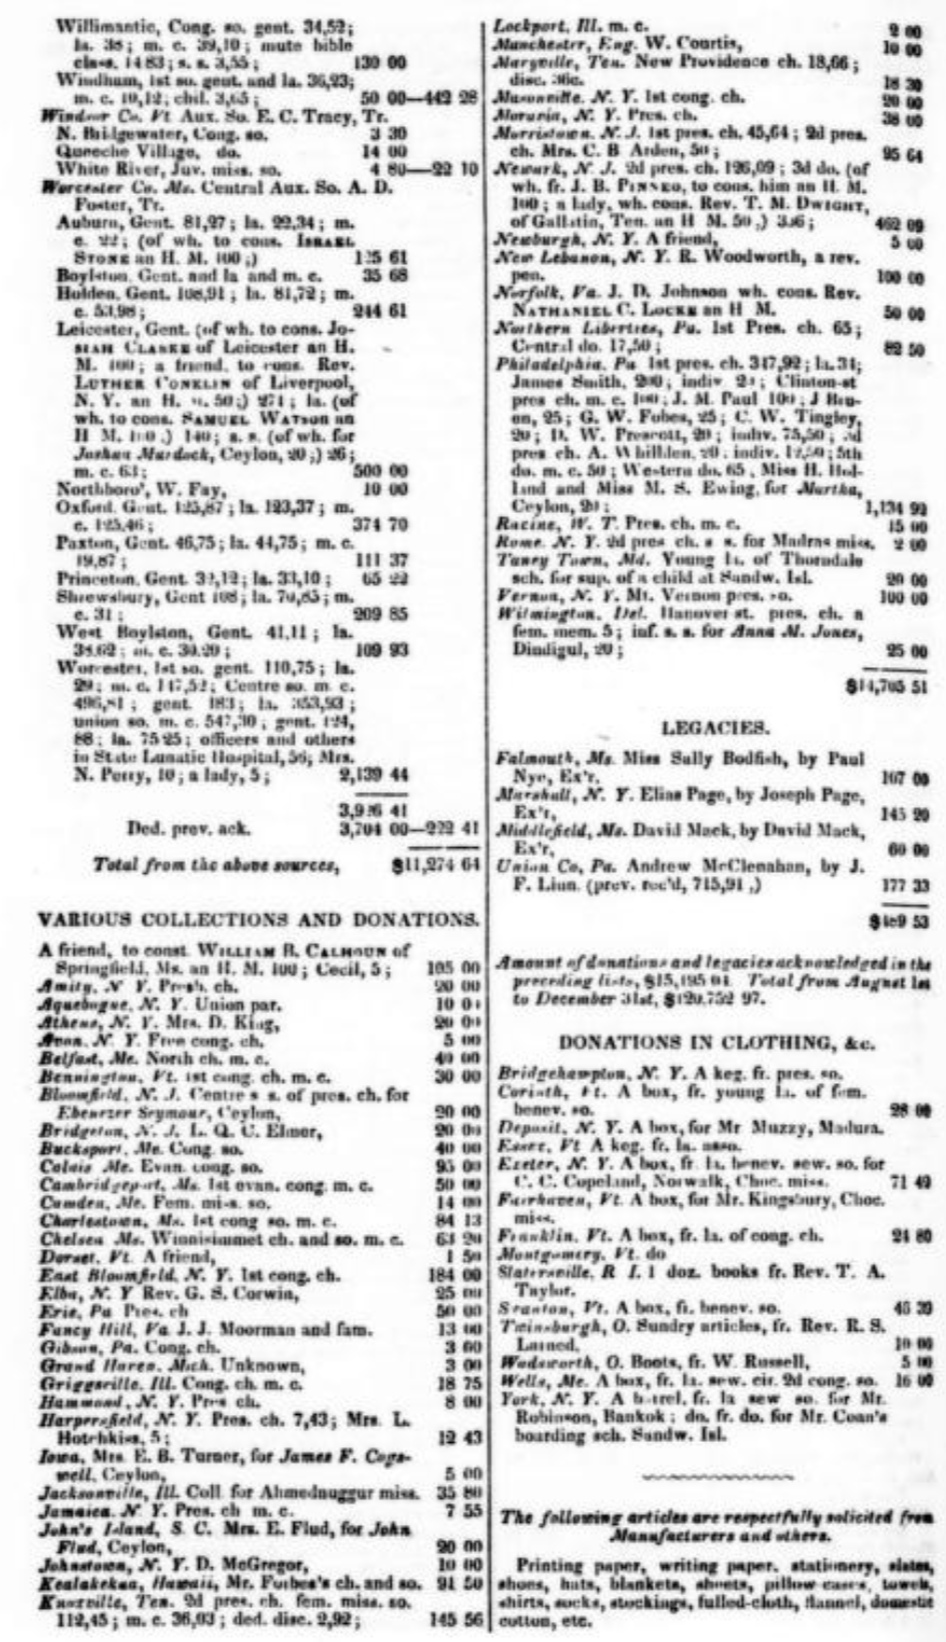 Willimantic, Cong. so. gent. 34,52;
la. 38; m. c. 39,10; mute bible
class, 14 83; s. s. 3,55; 130 00
Windham, 1st so. gent. and la. 36,23;
m. c. 10,12; chil. 3,65; 50 00—442 28
Windsor Co. Vt Aux. So. E. C. Tracy, Tr.
N. Bridgewater, Cong. so. 3 30
Queeche Village, do. 14 00
White River, Juv. miss. so. 4 80—22 10
Worcester Co. Ms. Central Aux. So. A. D.
Foster, Tr.
Auburn, Gent. 81,27; la. 22,34; m.
c. 22; (of wh. to cons. ISRAEL
STONE an H. M. 100;) 125 61
Boylston, Gent. and la and m. c. 35 68
Holden, Gent. 108,91; la. 81,72; m.
c. 53,98; 244 61
Leicester, Gent. (of wh. to cons. JO-
SIAH CLARKE of Leicester an H.
M. 100; a friend, to cons. Rev.
LUTHER CONKLIN of Liverpool,
N. Y. an H. M. 50;) 271; la. (of
wh. to cons. SAMUEL WATSON an
H M. 100;) 140; s. s. (of wh. for
Joshua Murdock, Ceylon, 20;) 26;
m. c. 63; 500 00
Northboro', W. Fay, 10 00
Oxford, Gent. 125,87; la. 123,37; m.
c. 125,46; 374 70
Paxton, Gent. 46,75; la. 44,75; m. c.
19,87; 111 37
Princeton, Gent. 32,12; la. 33,10; 65 22
Shrewsbury, Gent 108; la. 70,85; m.
c. 31; 209 85
West Boylston, Gent. 41,11; la.
38,62; m. c. 30,20; 109 93
Worcester, 1st so. gent. 110,75; la.
29; m. c. 147,52; Centre so. m. c.
496,81; gent. 183; la. 353,93;
union so. m. c. 547,30; gent. 124,
88; la. 75 25; officers and others
in State Lunatic Hospital, 56; Mrs.
N. Perry, 10; a lady, 5; 2,139 44
3,926 41
Ded. prev. ack. 3,704 00—222 41
Total from the above sources, $11,274 64
VARIOUS COLLECTIONS AND DONATIONS.
A friend, to const. WILLIAM B. CALHOUN of
Springfield, Ms. an H. M. 100; Cecil, 5; 105 00
Amity, N Y. Presb. ch. 20 00
Aquebogue, N. Y. Union par. 10 00
Athens, N. Y. Mrs. D. King, 20 00
Avon, N. Y. Free cong. ch. 5 00
Belfast, Me. North ch. m. c. 40 00
Bennington, Vt. 1st cong. ch. m. c. 30 00
Bloomfield, N. J. Centre s s. of pres. ch. for
Ebenezer Seymour, Ceylon, 20 00
Bridgeton, N. J. L. Q. C. Elmer, 20 00
Bucksport, Me. Cong. so. 40 00
Calais Me. Evan. cong. so. 95 00
Cambridgeport, Ms. 1st evan. cong. m. c. 50 00
Camden, Me. Fem. miss. so. 14 00
Charlestown, Ms. 1st cong so. m. c. 84 13
Chelsea Ms. Winnisimmet ch. and so. m. c. 63 20
Dorset, Vt. A friend, 1 50
East Bloomfield, N. Y. 1st cong. ch. 184 00
Elba, N. Y Rev. G. S. Corwin, 25 00
Erie, Pa Pres. ch 50 00
Fancy Hill, Va J. J. Moorman and fam. 13 00
Gibson, Pa. Cong. ch. 3 60
Grand Haven, Mich. Unknown, 3 00
Griggsville, Ill. Cong. ch. m. c. 18 75
Hammond, N. Y. Pres ch. 8 00
Harpersfield, N. Y. Pres. ch. 7,43; Mrs. L.
Hotchkiss, 5; 12 43
Iowa, Mrs. E. B. Turner, for James F. Cogs-
well, Ceylon, 5 00
Jacksonville, Ill. Coll for Ahmednuggur miss. 35 80
Jamaica, N. Y. Pres. ch m. c. 7 55
John's Island, S. C. Mrs. E. Flud, for John
Flud, Ceylon, 20 00
Johnstown, N. Y. D. McGregor, 10 00
Kealakekua, Hawaii, Mr. Forbes's ch. and so. 91 50
Knoxville, Ten. 2d pres. ch. fem. miss. so.
112,45; m. c. 36,03; ded. disc. 2,92; 145 56
Lockport, Ill. m. c. 2 00
Manchester, Eng. W. Courtis, 10 00
Maryville, Ten. New Providence ch. 18,66;
disc. 36c. 18 30
Masonville, N. Y. 1st cong. ch. 20 00
Moravia, N. Y. Pres. ch. 38 00
Morristown, N. J. 1st pres. ch. 45,64; 2d pres.
ch. Mrs. C. B Arden, 50; 95 64
Newark, N. J. 2d pres. ch. 126,09; 3d do. (of
wh. fr. J. B. PINNEO, to cons. him an H. M.
100; a lady, wh. cons. Rev. T. M. DWIGHT,
of Gallatin, Ten. an H M. 50,) 336; 462 09
Newburgh, N. Y. A friend, 5 00
New Lebanon, N. Y. R. Woodworth, a rev.
pen. 100 00
Norfolk, Va. J. D. Johnson wh. cons. Rev.
NATHANIEL C. LOCKE an H M. 50 00
Northern Liberties, Pa. 1st Pres. ch. 65;
Central do. 17,50; 82 50
Philadelphia, Pa 1st pres. ch. 347,92; la. 34;
James Smith, 200; indiv 20; Clinton-st
pres ch. m. c. 100; J. M. Paul 100; J Bru-
en, 25; G. W. Fobes, 25; C. W. Tingley,
20; D. W. Prescott, 20; indiv. 75,50; 3d
pres ch. A. Whillden, 20; indiv. 12,50; 5th
do. m. c. 50; Western do. 65, Miss H. Hol-
land and Miss M. S. Ewing, for Martha,
Ceylon, 20; 1,134 92
Racine, W. T. Pres. ch. m. c. 15 00
Rome, N. Y. 2d pres ch. s s. for Madras miss. 2 00
Taney Town, Md. Young la. of Thorndale
sch. for sup. of a child at Sandw. Isl. 20 00
Vernon, N. Y. Mt. Vernon pres. so. 100 00
Wilmington, Del. Hanover st. pres. ch. a
fem. mem. 5; inf. s. s. for Anna M. Jones,
Dindigul, 20; 25 00
$14,705 51
LEGACIES.
Falmouth, Ms. Miss Sally Bodfish, by Paul
Nye, Ex'r. 107 00
Marshall, N. Y. Elias Page, by Joseph Page,
Ex'r, 145 20
Middlefield, Ms. David Mack, by David Mack,
Ex'r, 60 00
Union Co, Pa. Andrew McClenahan, by J.
F. Linn. (prev. rec'd, 715,91,) 177 33
$489 53
Amount of donations and legacies acknowledged in the
preceding lists, $15,195 04. Total from August 1st
to December 31st, $120,752 97.
DONATIONS IN CLOTHING, &c.
Bridgehampton, N. Y. A keg, fr. pres. so.
Corinth, Vt. A box, fr. young la. of fem.
benev. so. 28 00
Deposit, N. Y. A box, for Mr Muzzy, Madura.
Essex, Vt A keg, fr. la. asso.
Exeter, N. Y. A box, fr. la. benev. sew. so. for
C. C. Copeland, Norwalk, Choc. miss. 71 49
Fairhaven, Vt. A box, for Mr. Kingsbury, Choc.
miss.
Franklin, Vt. A box, fr. la. of cong. ch. 24 80
Montgomery, Vt. do
Slatersville, R I. 1 doz. books fr. Rev. T. A.
Taylor.
Swanton, Vt. A box, fr. benev. so. 46 30
Twinsburgh, O. Sundry articles, fr. Rev. R. S.
Larned, 10 00
Wadsworth, O. Boots, fr. W. Russell, 5 00
Wells, Me. A box, fr. la. sew. cir. 2d cong. so. 16 00
York, N. Y. A barrel, fr. la sew so. for Mr.
Robinson, Bankok; do. fr. do. for Mr. Coan's
boarding sch. Sandw. Isl.
The following articles are respectfully solicited from
Manufacturers and others.
Printing paper, writing paper, stationery, slates,
shoes, hats, blankets, sheets, pillow-cases, towels,
shirts, socks, stockings, fulled-cloth, flannel, domestic
cotton, etc.